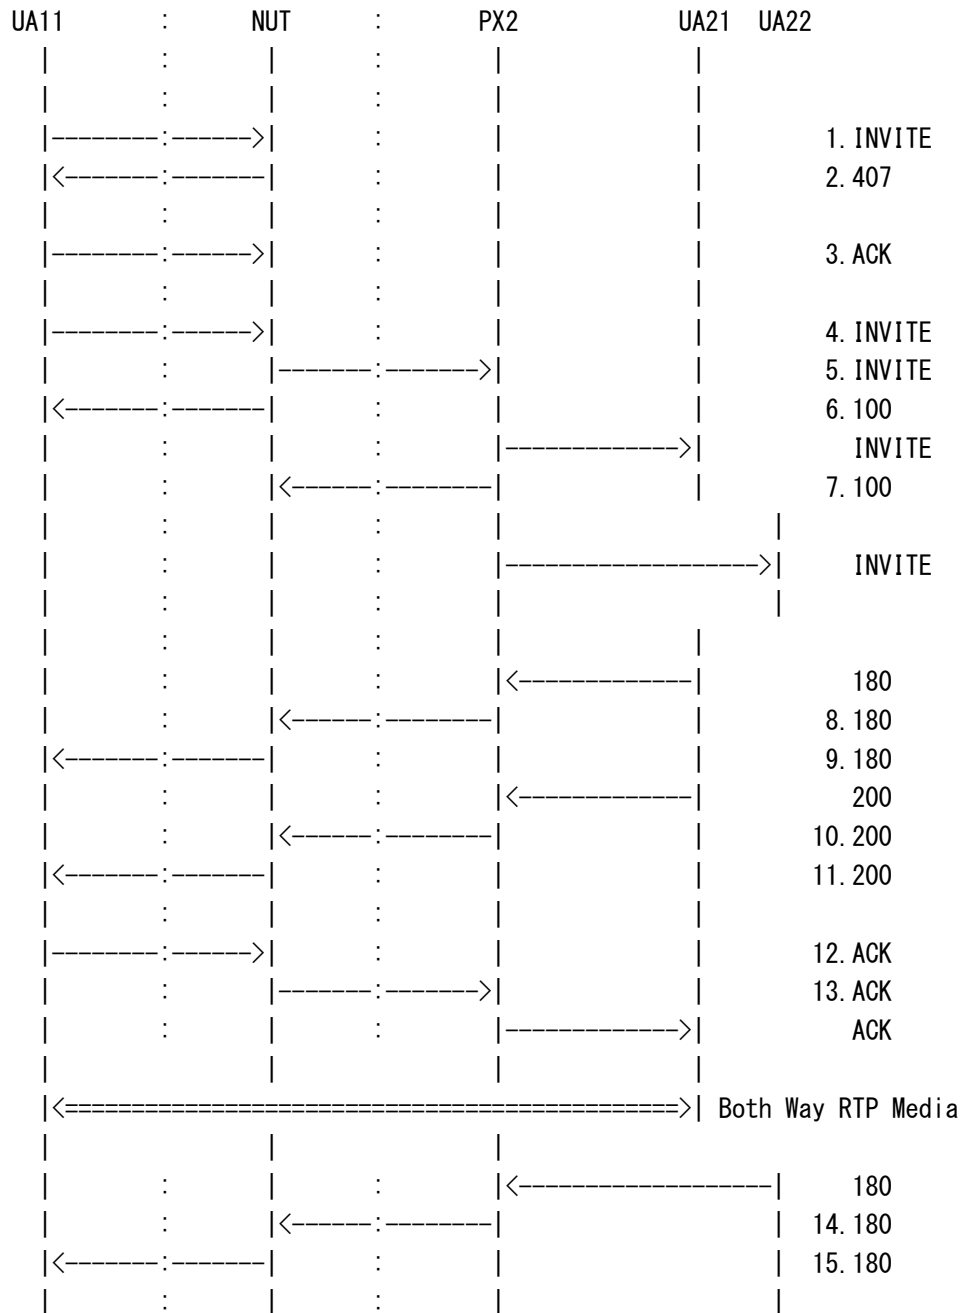 UA11 : NUT : PX2 UA21 UA22
| : | : | |
| : | : | |
|--------:------>| : | | 1. INVITE
|<-------:-------| : | | 2. 407
| : | : | |
|--------:------>| : | | 3. ACK
| : | : | |
|--------:------>| : | | 4. INVITE
| : |-------:------->| | 5. INVITE
|<-------:-------| : | | 6. 100
| : | : |------------->| INVITE
| : |<------:--------| | 7. 100
| : | : | |
| : | : |------------------->| INVITE
| : | : | |
| : | : | |
| : | : |<-------------| 180
| : |<------:--------| | 8. 180
|<-------:-------| : | | 9. 180
| : | : |<-------------| 200
| : |<------:--------| | 10. 200
|<-------:-------| : | | 11. 200
| : | : | |
|--------:------>| : | | 12. ACK
| : |-------:------->| | 13. ACK
| : | : |------------->| ACK
| | | |
|<==============================================>| Both Way RTP Media
| | |
| : | : |<-------------------| 180
| : |<------:--------| | 14. 180
|<-------:-------| : | | 15. 180
| : | : | |